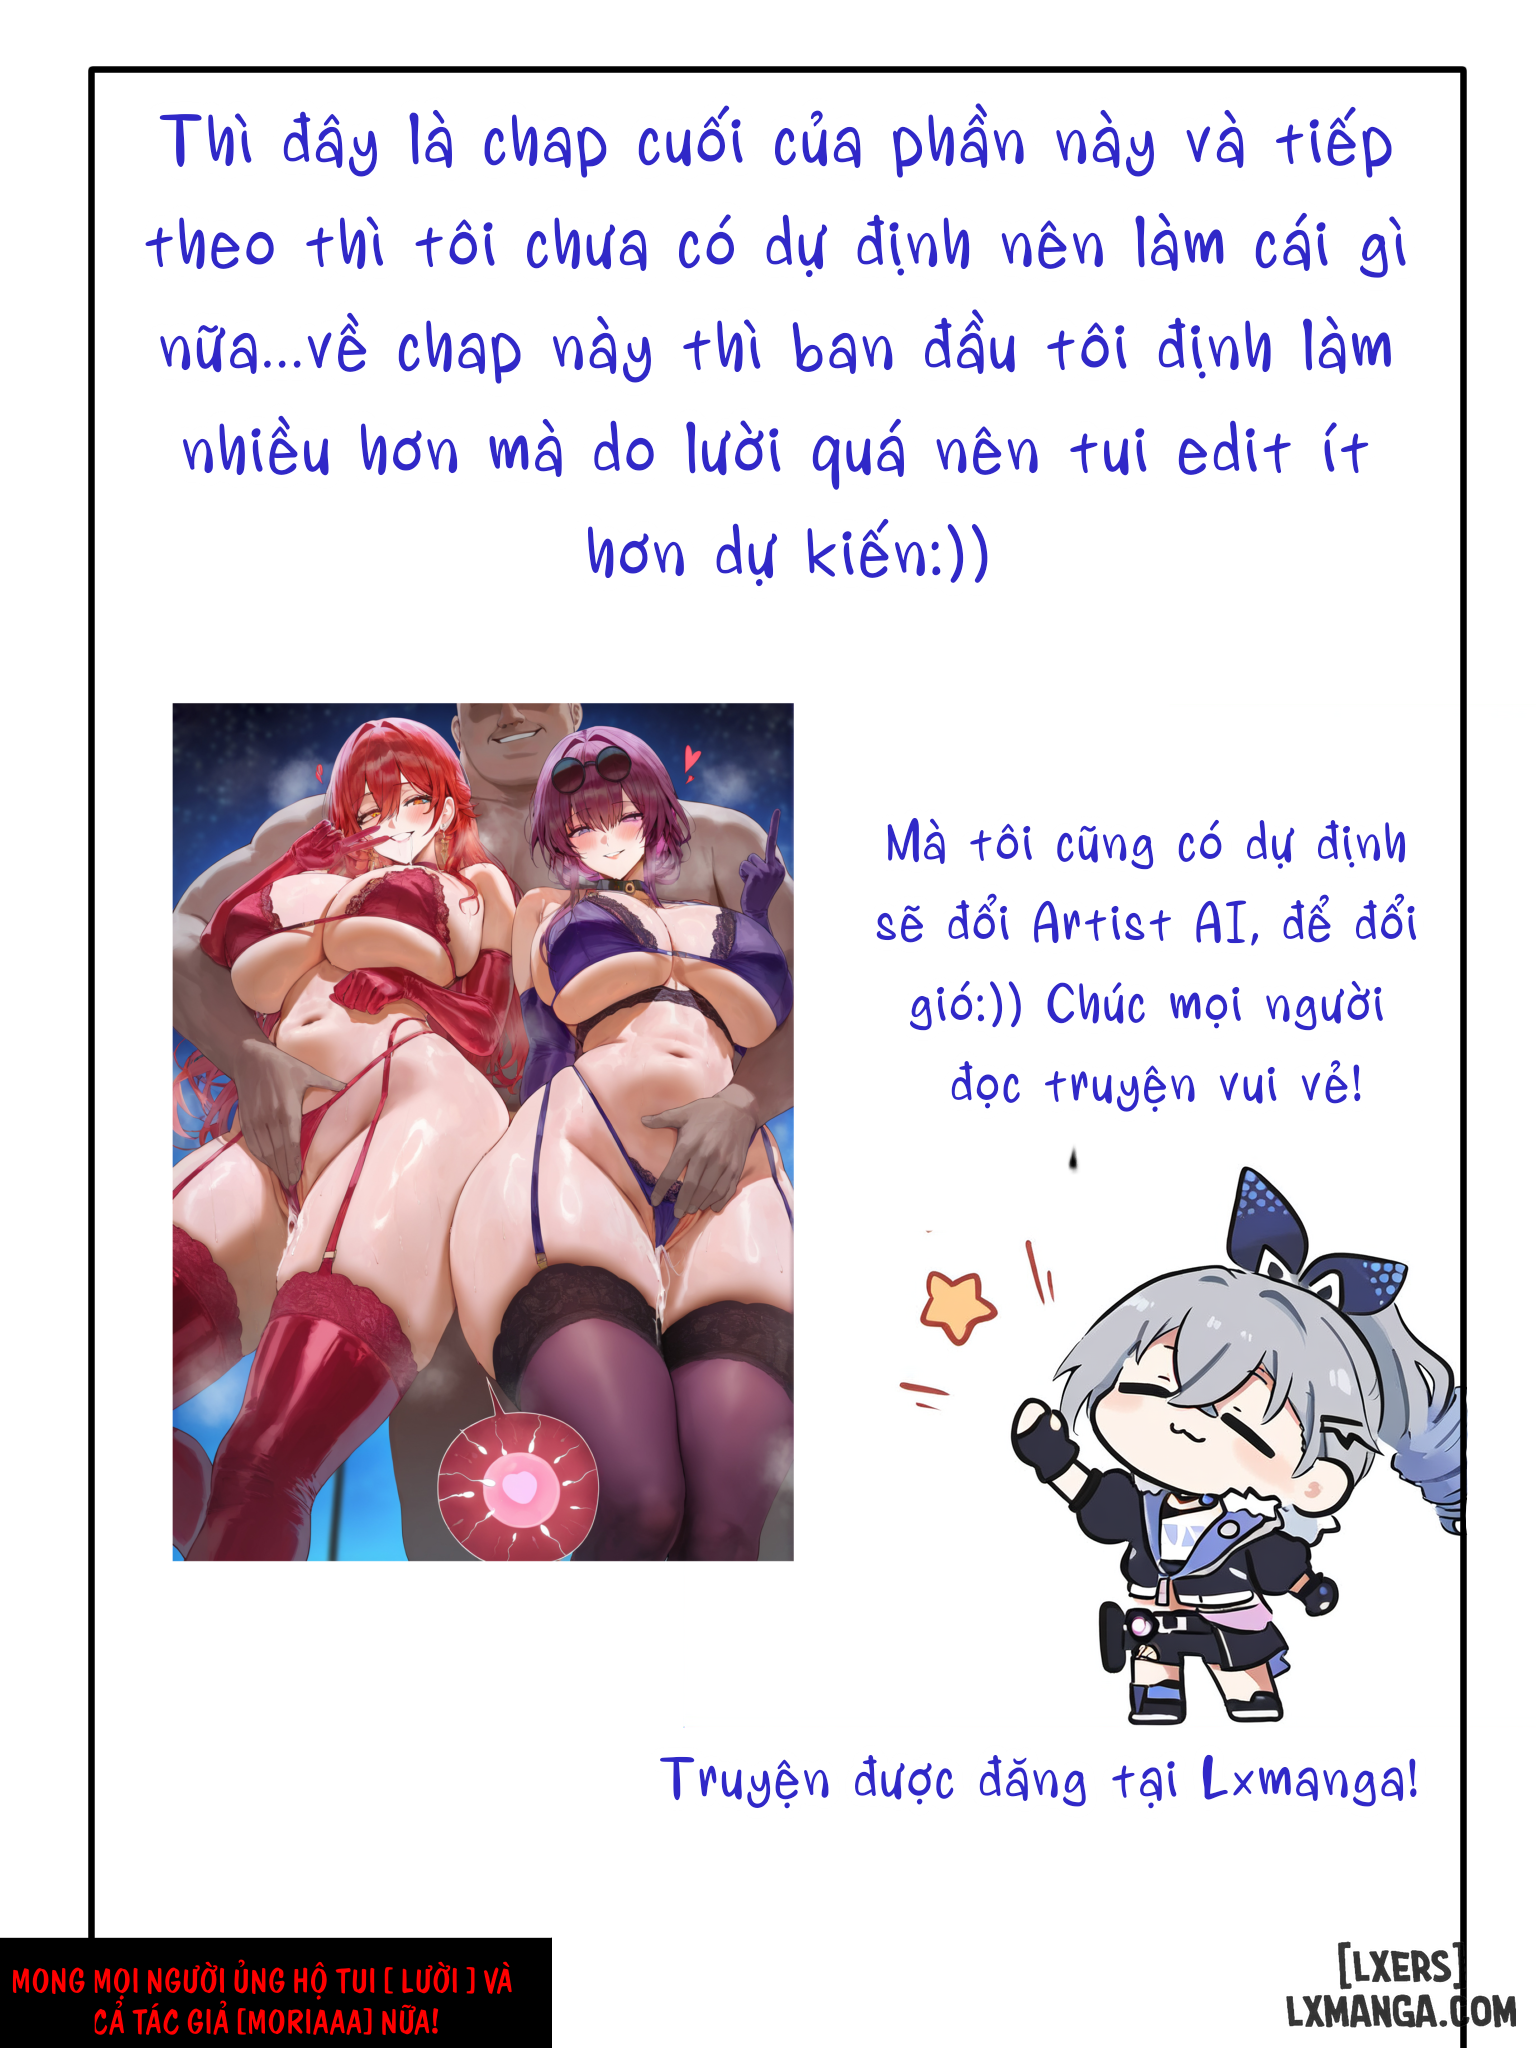 Thì đây là chap cuối của phần này và tiếp
theo thì tôi chưa có dự định nên làm cái gì
nữa...về chap này thì ban đầu tôi định làm
nhiều hơn mà do lười quá nên tui edit ít
hơn dự kiến:))
Mà tôi cũng có dự định
sẽ đổi Artist AI, để đổi
gió:)) Chúc mọi người
đọc truyện vui vẻ!
Truyện được đăng tại Lxmanga!
MONG MỌI NGƯỜI ỦNG HỘ TUI [ LƯỜI ] VÀ
CẢ TÁC GIẢ [MORIAAA] NỮA!
[LXERS]
LXMANGA.COM